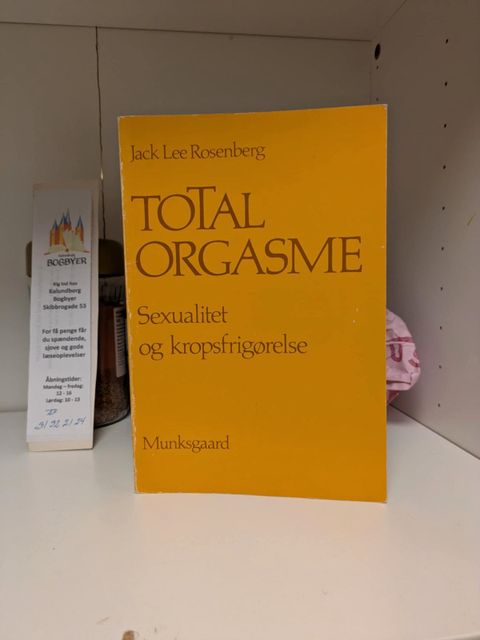 Jack Lee Rosenberg
TOTAL
ORGASME
Sexualitet
og kropsfrigørelse
Munksgaard
BOGBYER
Kig ind hos
Kalundborg
Bogbyer
Skibbrogade 53
For få penge får
du spændende,
sjove og gode
læseoplevelser
Åbningstider:
Mandag – fredag:
12 - 16
Lørdag: 10 - 13